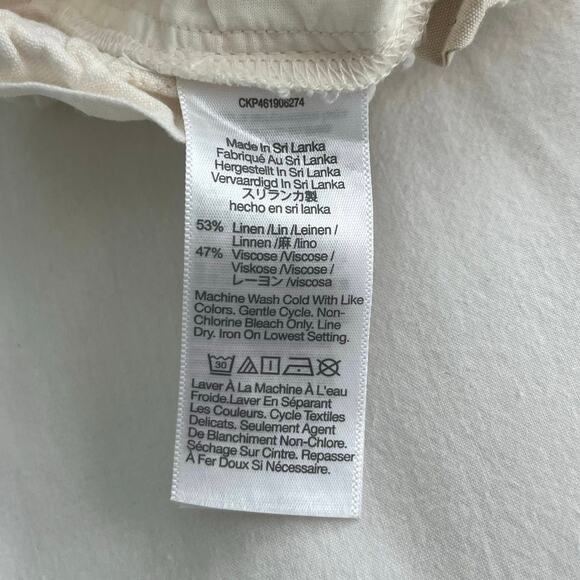 CKP461906274
Made In Sri Lanka
Fabriqué Au Sri Lanka
Hergestellt In Sri Lanka
Vervaardigd In Sri Lanka
スリランカ製
hecho en sri lanka
53% Linen /Lin /Leinen /
Linnen /麻 /lino
47% Viscose /Viscose /
Viskose /Viscose /
レーヨン /viscosa
Machine Wash Cold With Like
Colors. Gentle Cycle. Non-
Chlorine Bleach Only. Line
Dry. Iron On Lowest Setting.
30
Laver À La Machine À L'eau
Froide.Laver En Séparant
Les Couleurs. Cycle Textiles
Delicats. Seulement Agent
De Blanchiment Non-Chlore.
Séchage Sur Cintre. Repasser
À Fer Doux Si Nécessaire.